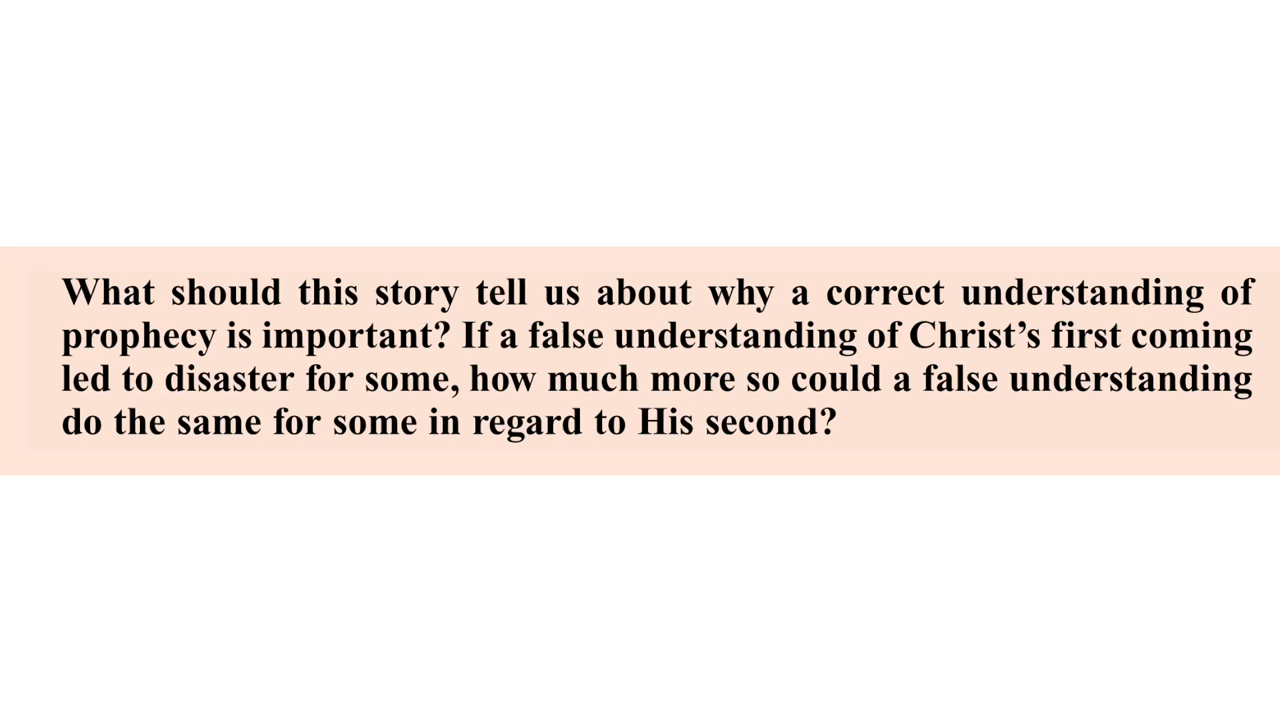 What should this story tell us about why a correct understanding of
prophecy is important? If a false understanding of Christ’s first coming
led to disaster for some, how much more so could a false understanding
do the same for some in regard to His second?